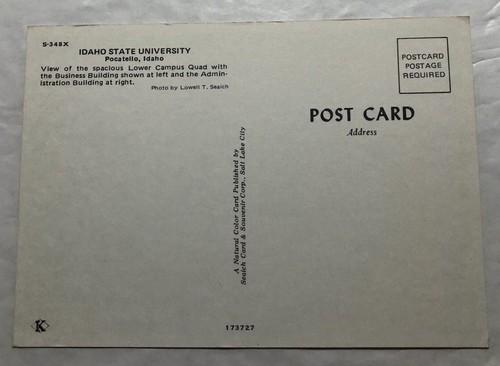 S-348X
IDAHO STATE UNIVERSITY
Pocatello, Idaho
View of the spacious Lower Campus Quad with
the Business Building shown at left and the Admin-
istration Building at right.
Photo by Lowell T. Seaich
POSTCARD
POSTAGE
REQUIRED
POST CARD
Address
A Natural Color Card Published by
Seaich Card & Souvenir Corp., Salt Lake City
K
173727